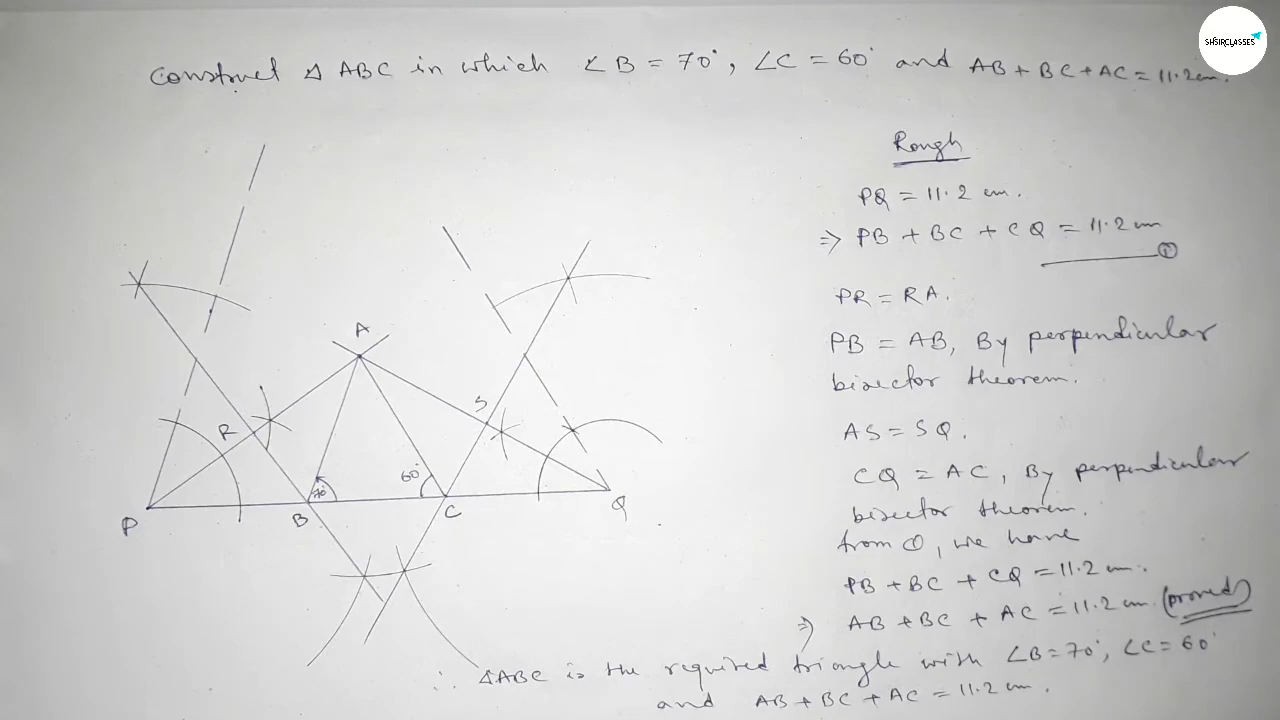 SHSIRCLASSES
Construct △ ABC in which ∠B = 70°, ∠C = 60° and AB + BC + AC = 11.2 cm.
Rough
PQ = 11.2 cm.
⇒ PB + BC + CQ = 11.2 cm
①
PR = RA.
PB = AB, By perpendicular
bisector theorem.
AS = SQ.
CQ = AC, By perpendicular
bisector theorem.
from ①, we have
PB + BC + CQ = 11.2 cm.
⇒ AB + BC + AC = 11.2 cm. (proved)
∴ △ABC is the required triangle with ∠B = 70°, ∠C = 60°
and AB + BC + AC = 11.2 cm.
A
R
S
70°
60°
P
B
C
Q